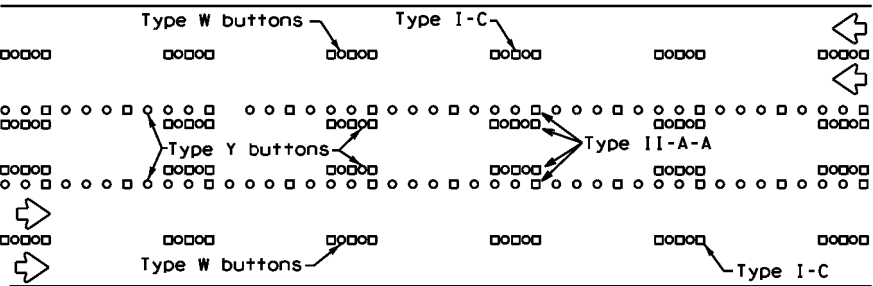 Type W buttons
Type I-C
Type Y buttons
Type II-A-A
Type W buttons
Type I-C